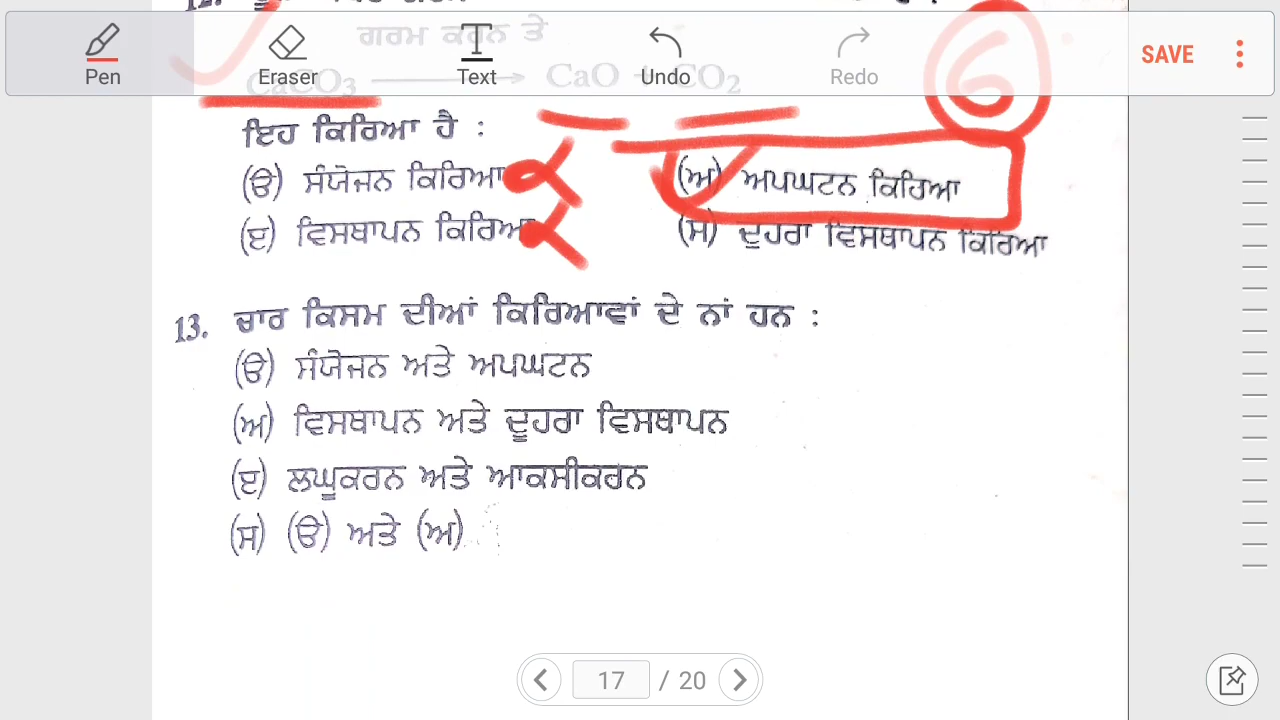 Pen
Eraser
Text
Undo
Redo
SAVE
ਗਰਮ ਕਰਨ ਤੇ
CaCO3 ⟶ CaO + CO2
6
ਇਹ ਕਿਰਿਆ ਹੈ :
(ੳ) ਸੰਯੋਜਨ ਕਿਰਿਆ (ਅ) ਅਪਘਟਨ ਕਿਰਿਆ
(ੲ) ਵਿਸਥਾਪਨ ਕਿਰਿਆ (ਸ) ਦੂਹਰਾ ਵਿਸਥਾਪਨ ਕਿਰਿਆ
13. ਚਾਰ ਕਿਸਮ ਦੀਆਂ ਕਿਰਿਆਵਾਂ ਦੇ ਨਾਂ ਹਨ :
(ੳ) ਸੰਯੋਜਨ ਅਤੇ ਅਪਘਟਨ
(ਅ) ਵਿਸਥਾਪਨ ਅਤੇ ਦੂਹਰਾ ਵਿਸਥਾਪਨ
(ੲ) ਲਘੂਕਰਨ ਅਤੇ ਆਕਸੀਕਰਨ
(ਸ) (ੳ) ਅਤੇ (ਅ)
17 / 20